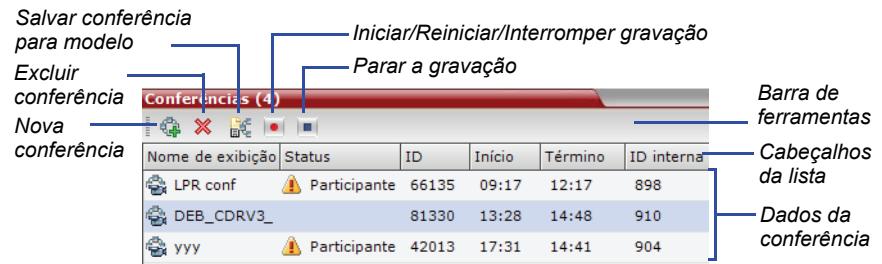 Salvar conferência
para modelo
Iniciar/Reiniciar/Interromper gravação
Excluir
conferência
Parar a gravação
Nova
conferência
Conferências (4)
Barra de
ferramentas
Nome de exibição Status ID Início Término ID interna
Cabeçalhos
da lista
LPR conf Participante 66135 09:17 12:17 898
DEB_CDRV3_ 81330 13:28 14:48 910
yyy Participante 42013 17:31 14:41 904
Dados da
conferência